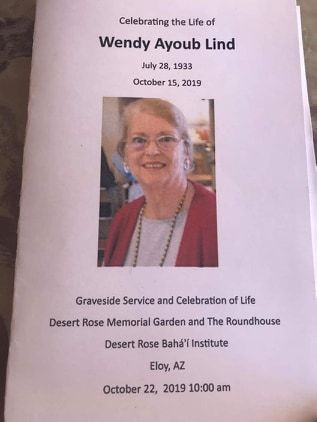 Celebrating the Life of
Wendy Ayoub Lind
July 28, 1933
October 15, 2019
Graveside Service and Celebration of Life
Desert Rose Memorial Garden and The Roundhouse
Desert Rose Bahá'í Institute
Eloy, AZ
October 22, 2019 10:00 am